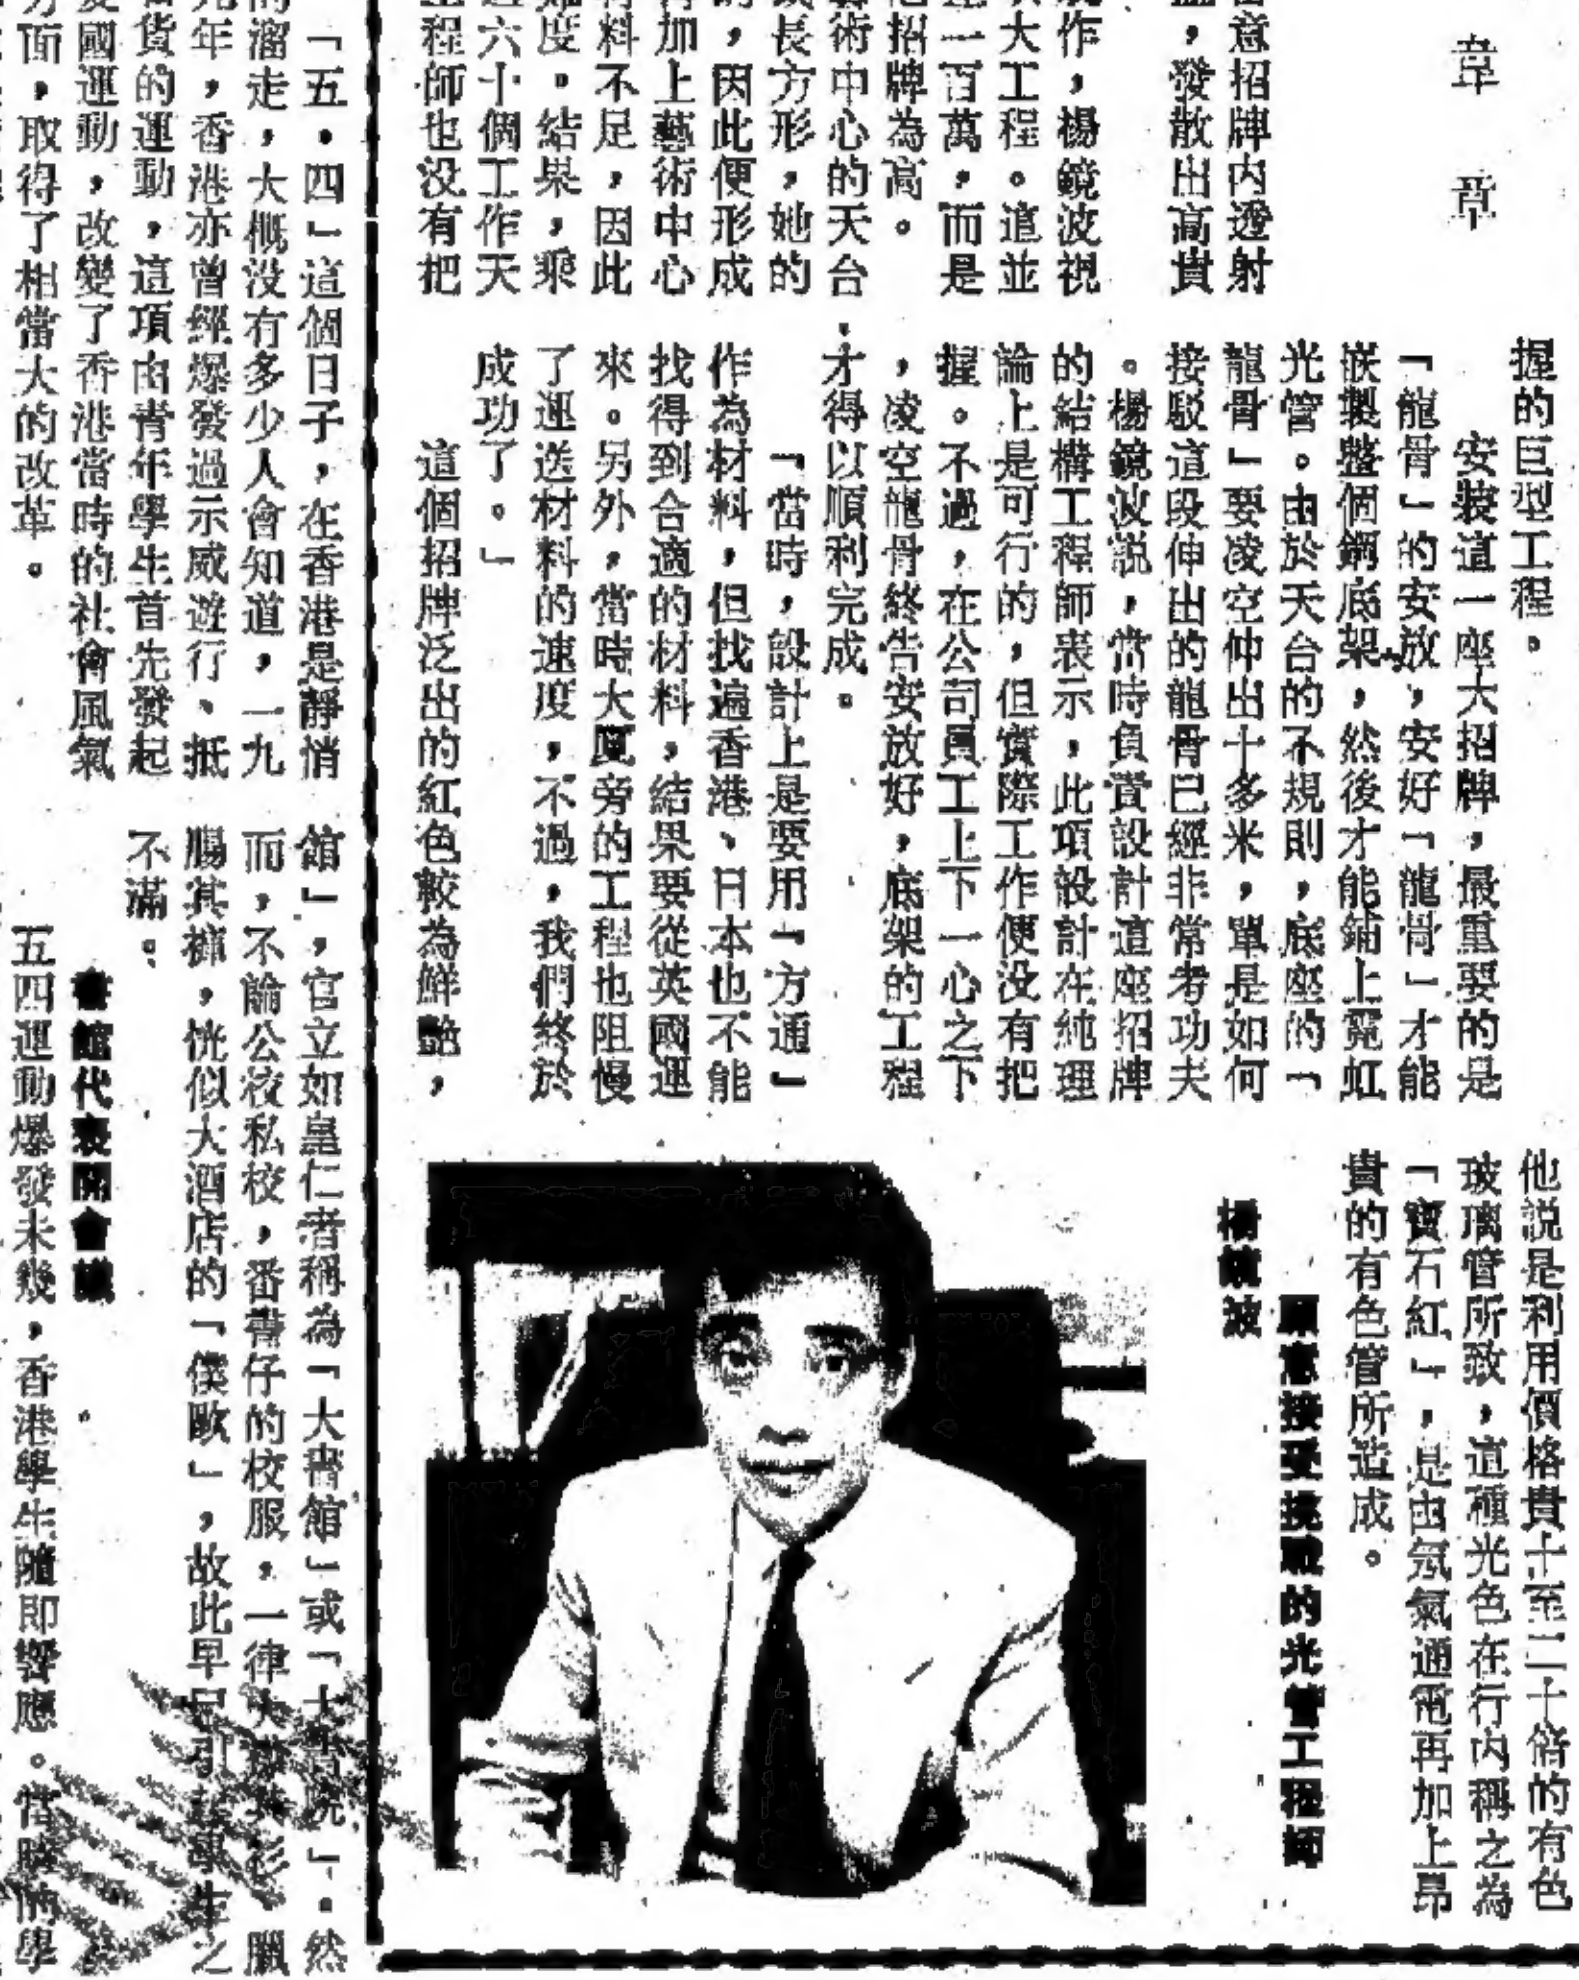 韋章
意招牌內透射
,發散出高貴
作,楊鏡波視
大工程。這並
一百萬,而是
招牌為高。
術中心的天台
長方形,她的
,因此便形成
加上藝術中心
料不足,因此
度。結果,乘
六十個工作天
程師也没有把
握的巨型工程。
安裝這一座大招牌,最重要的是
「龍骨」的安放,安好「龍骨」才能
嵌製整個鋼底架,然後才能鋪上霓虹
光管。由於天台的不規則,底座的「
龍骨」要凌空伸出十多米,單是如何
接駁這段伸出的龍骨已經非常考功夫
。楊鏡波説,當時負責設計這座招牌
的結構工程師表示,此項設計在純理
論上是可行的,但實際工作便没有把
握。不過,在公司員工上下一心之下
,凌空龍骨終告安放好,底架的工程
才得以順利完成。
「當時,設計上是要用「方通」
作為材料,但找遍香港、日本也不能
找得到合適的材料,結果要從英國運
來。另外,當時大厦旁的工程也阻慢
了運送材料的速度,不過,我們終於
成功了。」
這個招牌泛出的紅色較為鮮艷,
他説是利用價格貴十至二十倍的有色
玻璃管所致,這種光色在行內稱之為
「寶石紅」,是由氖氣通電再加上昂
貴的有色管所造成。
願意接受挑戰的光管工程師
楊鏡波
「五・四」這個日子,在香港是靜悄
溜走,大概没有多少人會知道,一九
年,香港亦曾經爆發過示威遊行、抵
貨的運動,這項由青年學生首先發起
國運動,改變了香港當時的社會風氣
面,取得了相當大的改革。
館」,官立如皇仁者稱為「大書館」或「大書院」。然
而,不論公校私校,番書仔的校服,一律大襟長衫,臘
腸其褲,恍似大酒店的「僕歐」,故此早已引起學生之
不滿。
書館代表開會議
五四運動爆發未幾,香港學生隨即響應。當時的學